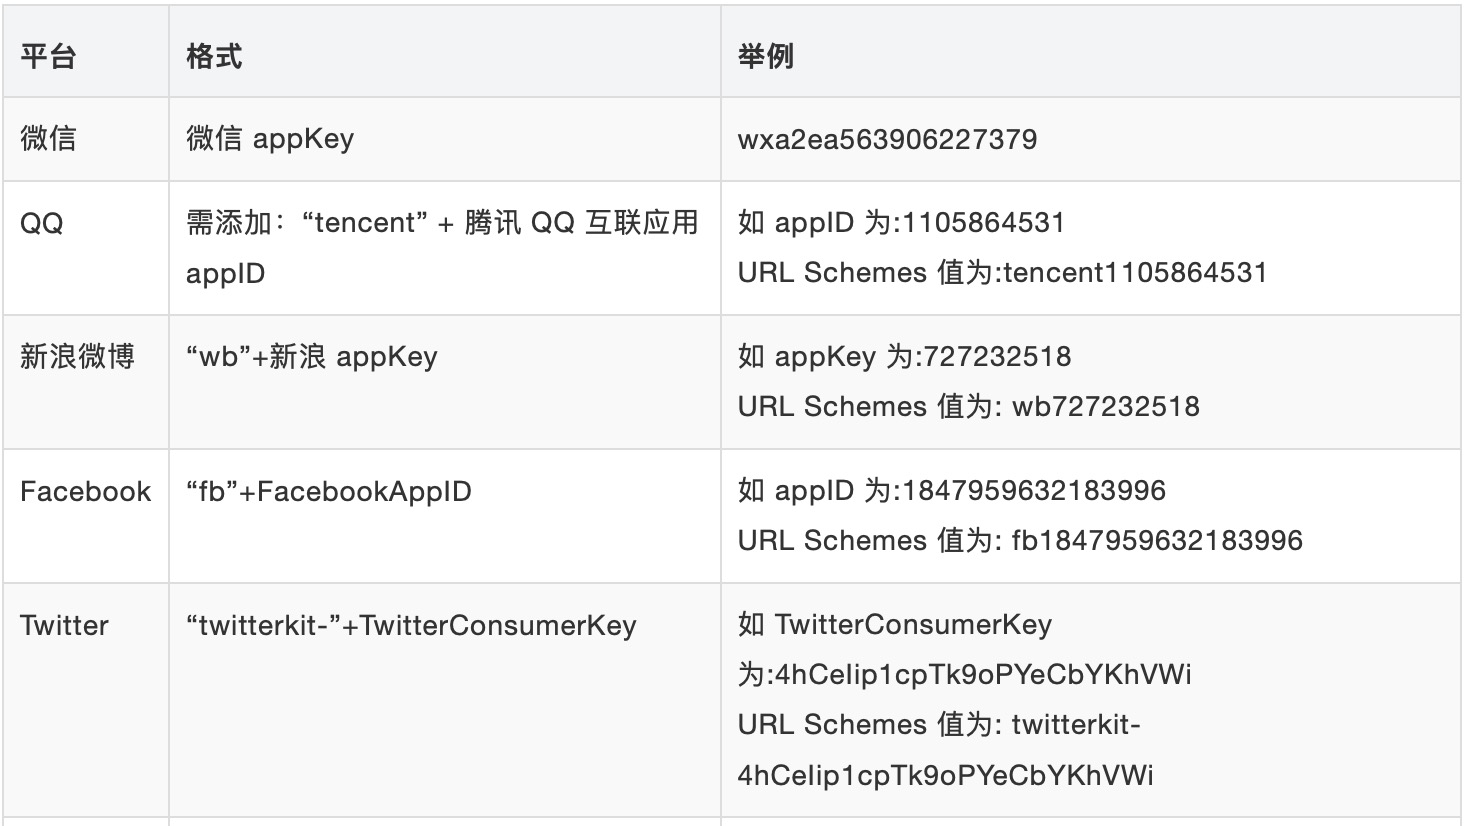 平台 格式 举例
微信 微信 appKey wxa2ea563906227379
QQ 需添加：“tencent” + 腾讯 QQ 互联应用 如 appID 为:1105864531
appID URL Schemes 值为:tencent1105864531
新浪微博 “wb”+新浪 appKey 如 appKey 为:727232518
URL Schemes 值为: wb727232518
Facebook “fb”+FacebookAppID 如 appID 为:1847959632183996
URL Schemes 值为: fb1847959632183996
Twitter “twitterkit-”+TwitterConsumerKey 如 TwitterConsumerKey
为:4hCeIip1cpTk9oPYeCbYKhVWi
URL Schemes 值为: twitterkit-
4hCeIip1cpTk9oPYeCbYKhVWi